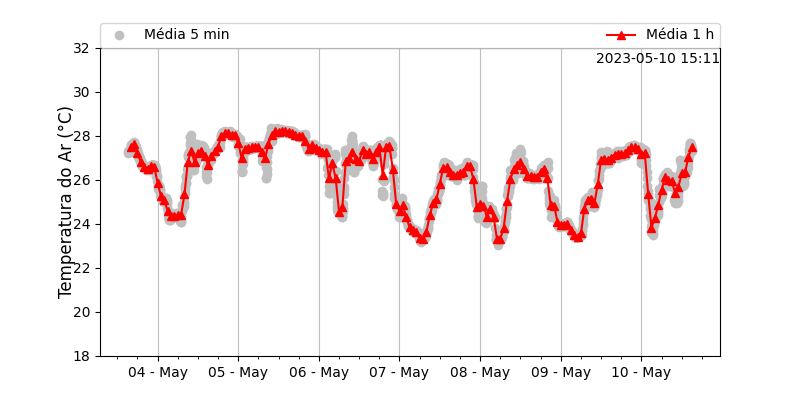 Média 5 min
Média 1 h
2023-05-10 15:11
Temperatura do Ar (°C)
32
30
28
26
24
22
20
18
04 - May
05 - May
06 - May
07 - May
08 - May
09 - May
10 - May